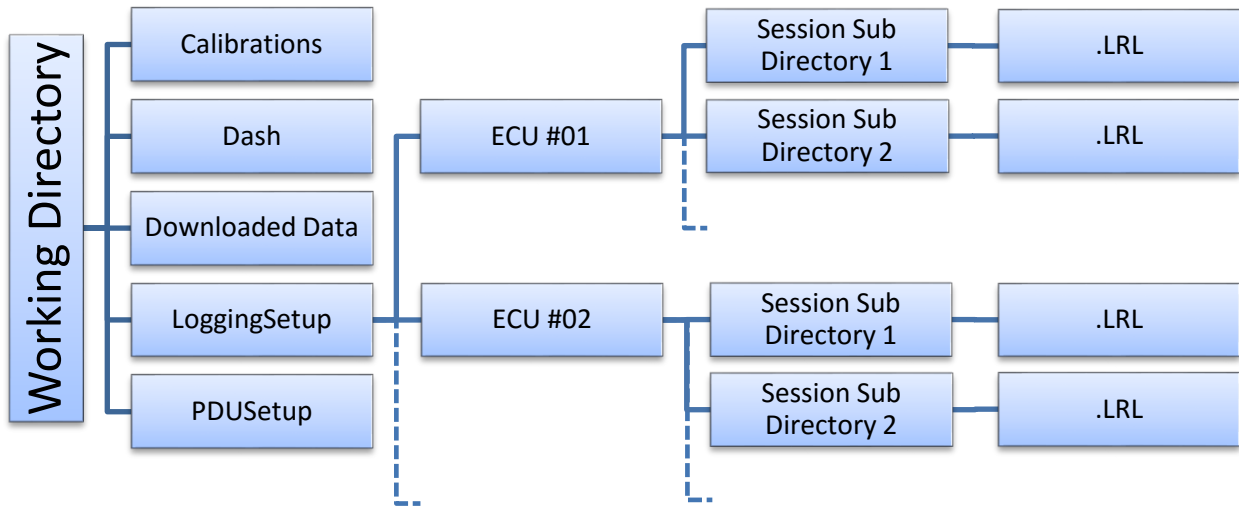 Working Directory
Calibrations
Dash
Downloaded Data
LoggingSetup
PDUSetup
ECU #01
Session Sub
Directory 1
.LRL
Session Sub
Directory 2
.LRL
ECU #02
Session Sub
Directory 1
.LRL
Session Sub
Directory 2
.LRL